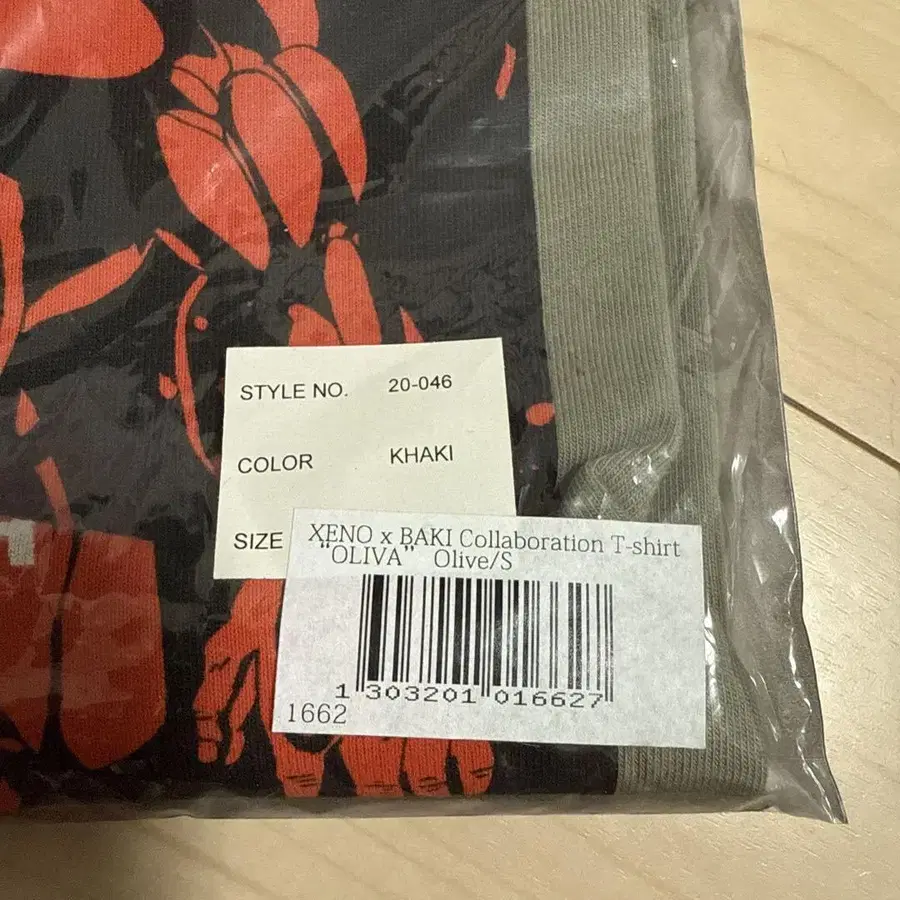 STYLE NO. 20-046
COLOR KHAKI
SIZE
XENO x BAKI Collaboration T-shirt
"OLIVA" Olive/S
1 303201 016627
1662